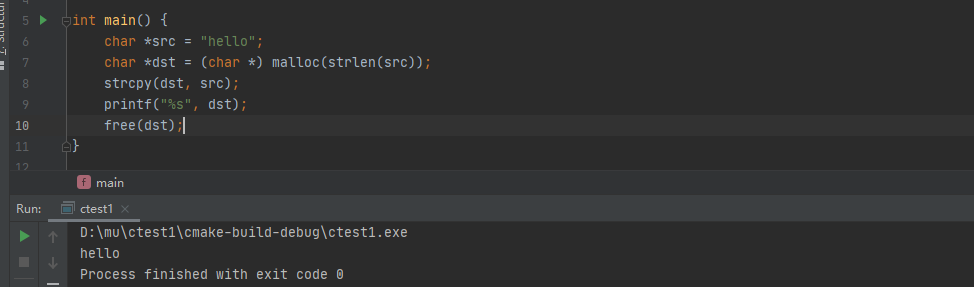 5 int main() {
6 char *src = "hello";
7 char *dst = (char *) malloc(strlen(src));
8 strcpy(dst, src);
9 printf("%s", dst);
10 free(dst);
11 }
12
f main
Run: ctest1 ×
D:\mu\ctest1\cmake-build-debug\ctest1.exe
hello
Process finished with exit code 0